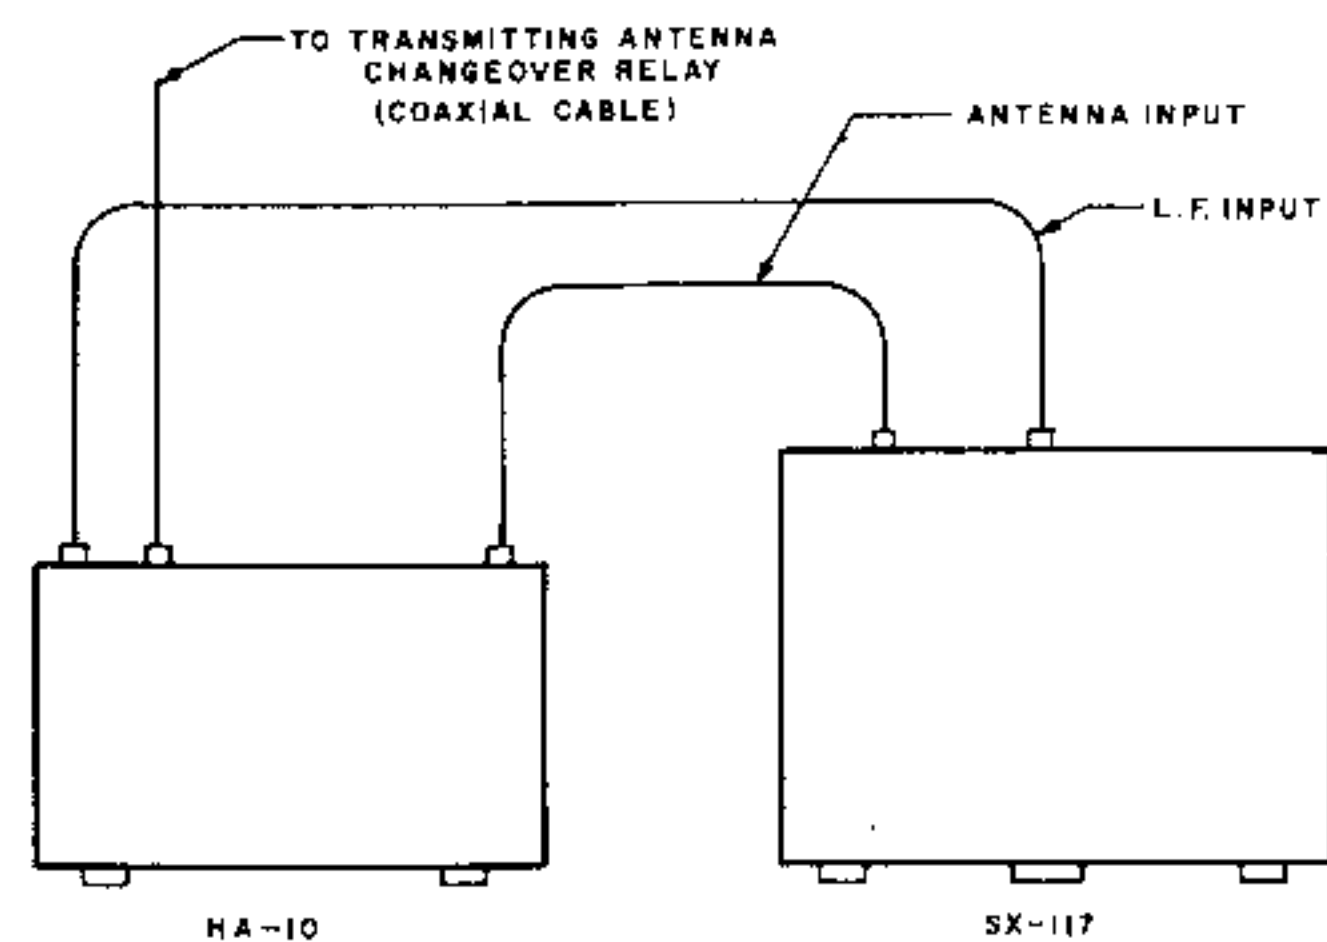 TO TRANSMITTING ANTENNA
CHANGEOVER RELAY
(COAXIAL CABLE)
ANTENNA INPUT
L.F. INPUT
HA-10
SX-117